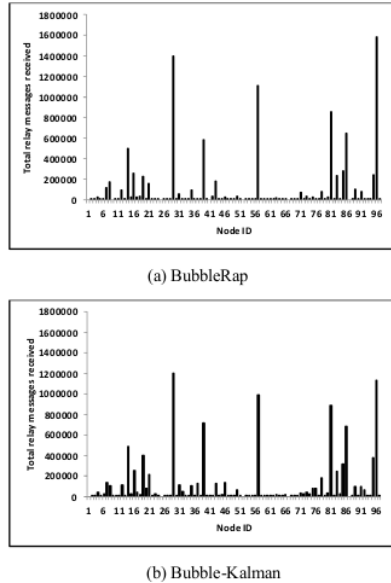 1800000
1600000
1400000
1200000
1000000
800000
600000
400000
200000
0
Total relay messages received
1 6 11 16 21 26 31 36 41 46 51 56 61 66 71 76 81 86 91 96
Node ID
(a) BubbleRap
1800000
1600000
1400000
1200000
1000000
800000
600000
400000
200000
0
Total relay messages received
1 6 11 16 21 26 31 36 41 46 51 56 61 66 71 76 81 86 91 96
Node ID
(b) Bubble-Kalman